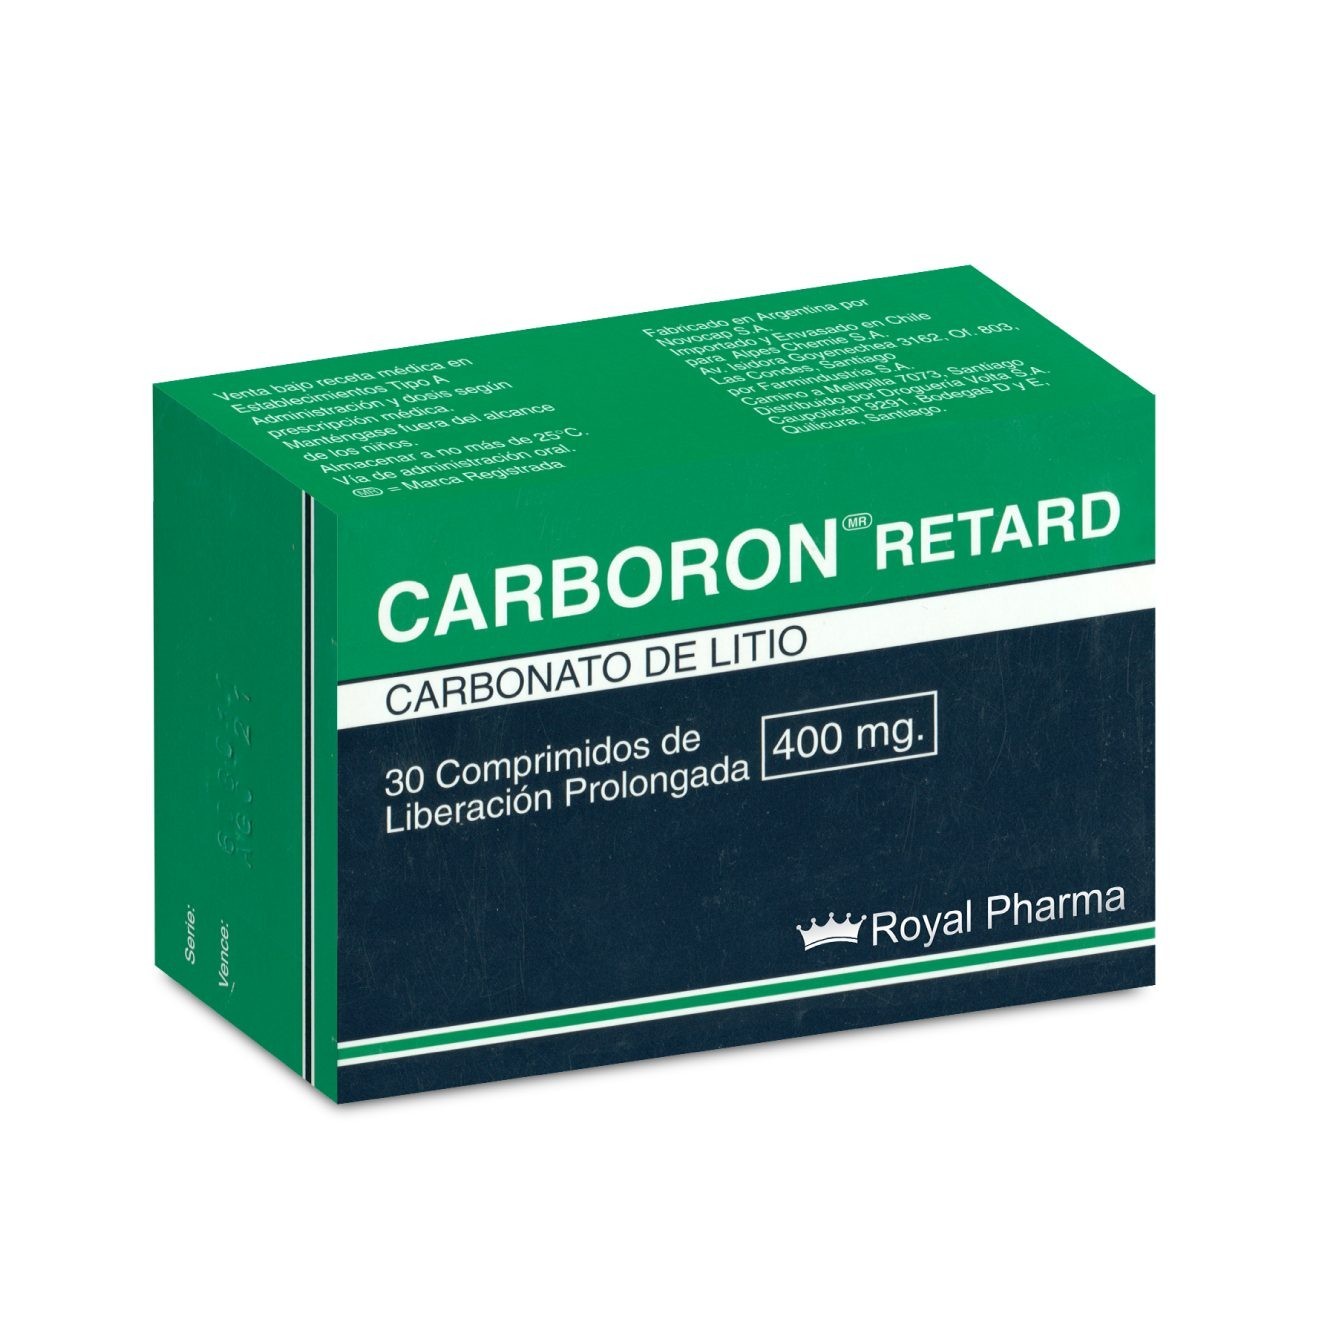 Venta bajo receta médica en
Establecimientos Tipo A
Administración y dosis según
prescripción médica.
Manténgase fuera del alcance
de los niños.
Almacenar a no más de 25°C.
Vía de administración oral.
MR = Marca Registrada
Fabricado en Argentina por
Novocap S.A.
Importado y Envasado en Chile
para Alpes Chemie S.A.
Av. Isidora Goyenechea 3162, Of. 803,
Las Condes, Santiago
por Farmindustria S.A.
Camino a Melipilla 7073, Santiago
Distribuido por Droguería Volta S.A.
Caupolicán 9291, Bodegas D y E,
Quilicura, Santiago.
CARBORON MR RETARD
CARBONATO DE LITIO
30 Comprimidos de
Liberación Prolongada
400 mg.
Royal Pharma
Serie:
Vence: